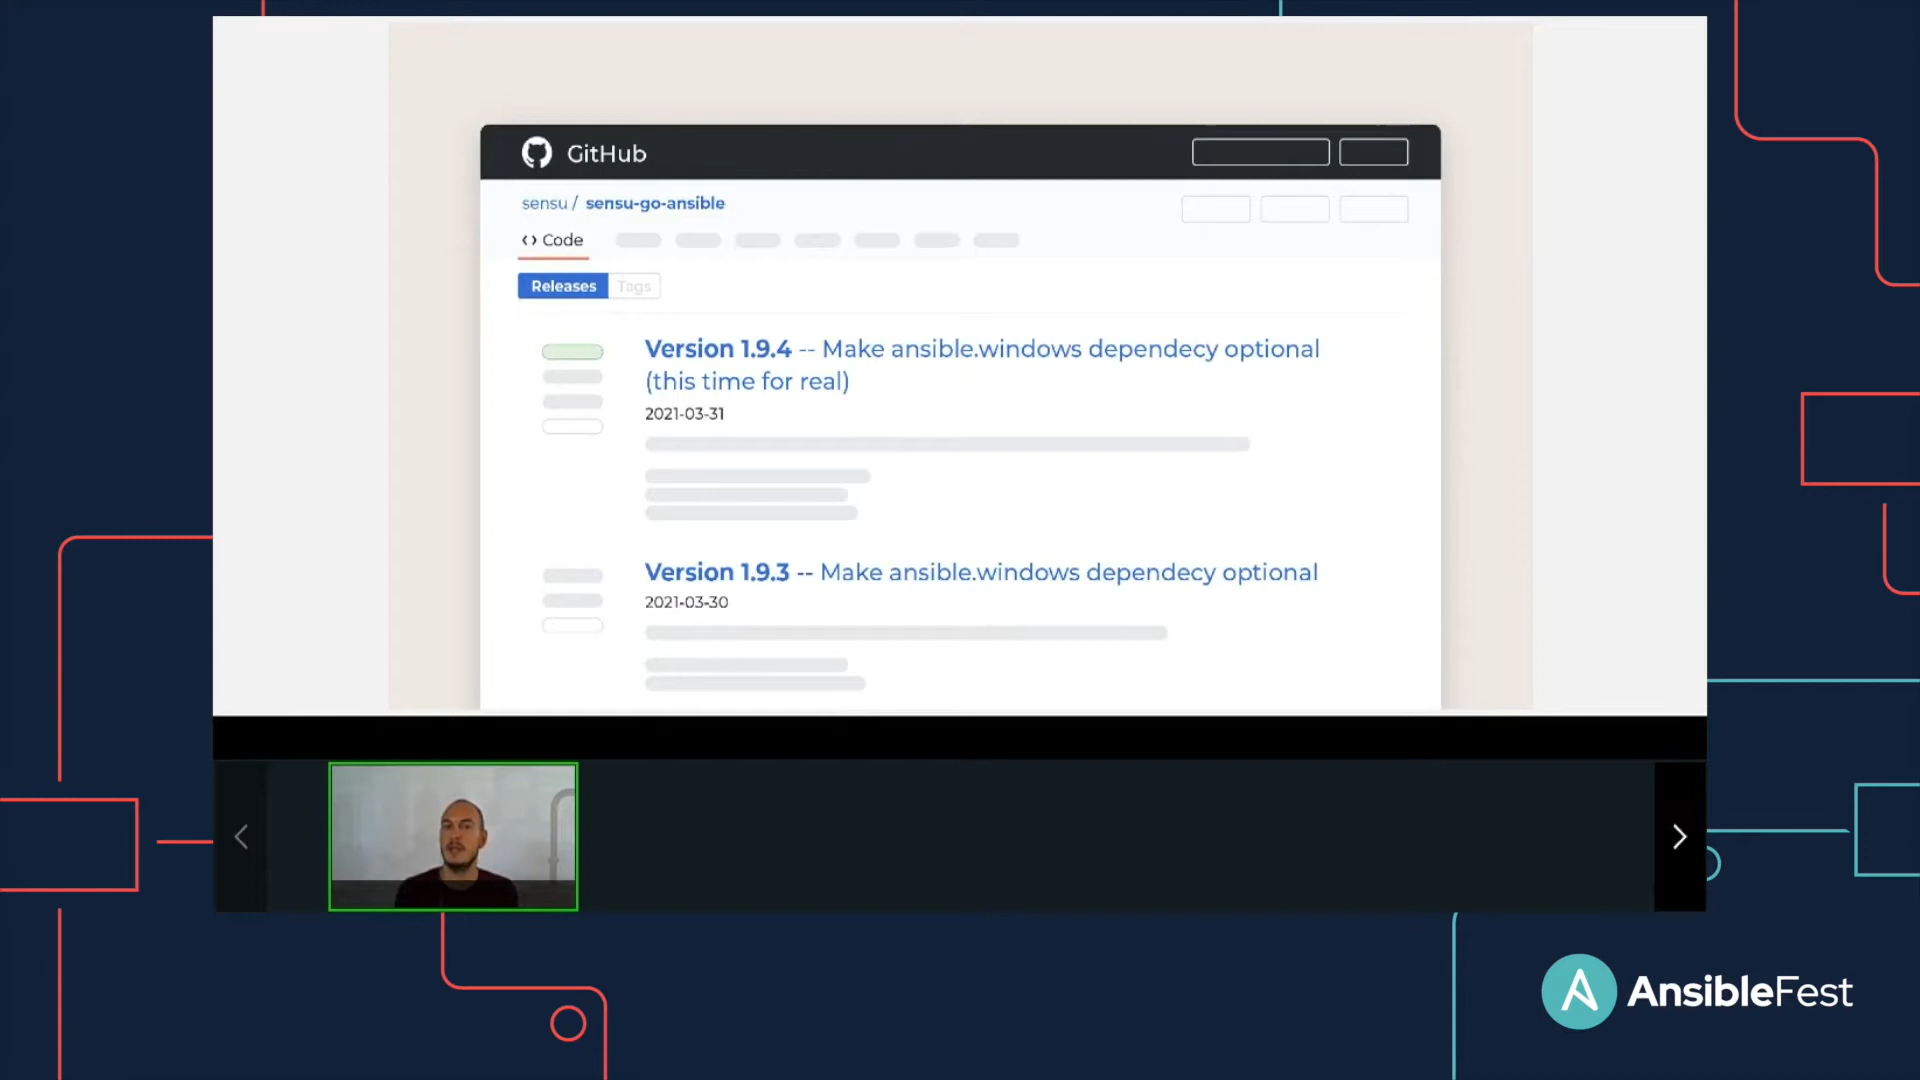 GitHub
sensu / sensu-go-ansible
<> Code
Releases Tags
Version 1.9.4 -- Make ansible.windows dependecy optional
(this time for real)
2021-03-31
Version 1.9.3 -- Make ansible.windows dependecy optional
2021-03-30
AnsibleFest